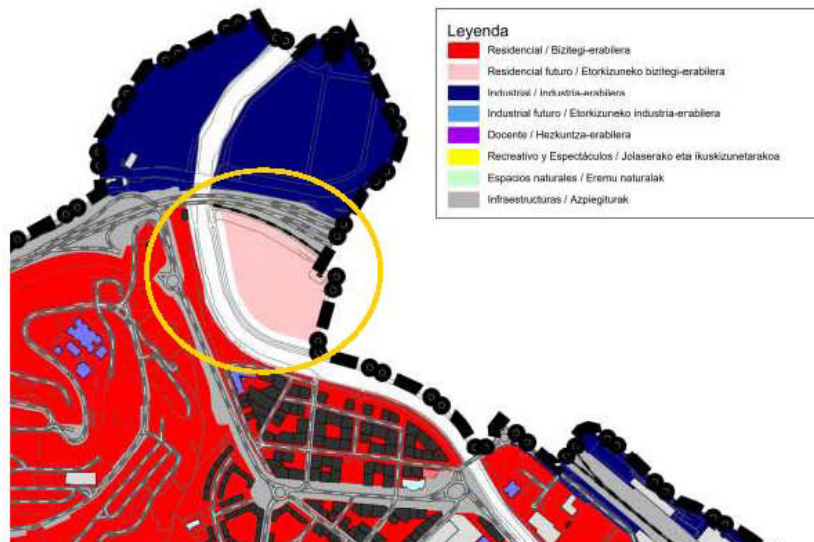 Leyenda
Residencial / Bizitegi-erabilera
Residencial futuro / Etorkizuneko bizitegi-erabilera
Industrial / Industria-erabilera
Industrial futuro / Etorkizuneko industria-erabilera
Docente / Hezkuntza-erabilera
Recreativo y Espectáculos / Jolaserako eta ikuskizunetarakoa
Espacios naturales / Eremu naturalak
Infraestructuras / Azpiegiturak